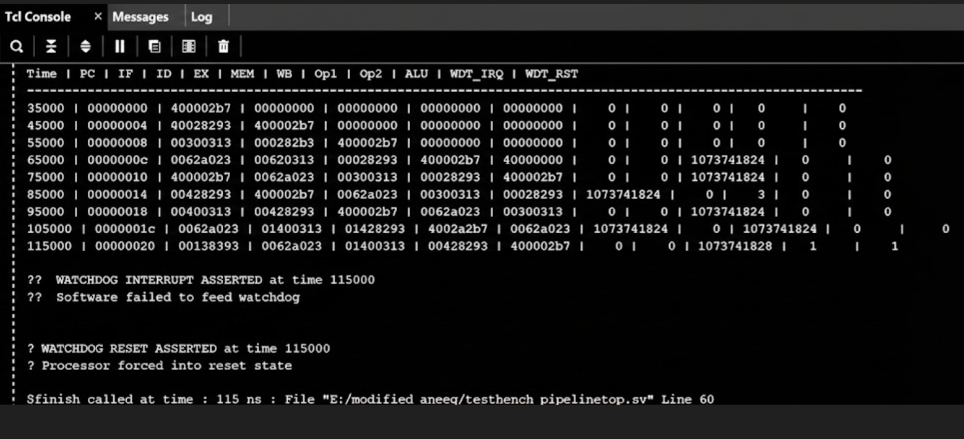 Tcl Console × Messages Log
Time | PC | IF | ID | EX | MEM | WB | Op1 | Op2 | ALU | WDT_IRQ | WDT_RST
35000 | 00000000 | 400002b7 | 00000000 | 00000000 | 00000000 | 00000000 | 0 | 0 | 0 | 0 | 0
45000 | 00000004 | 40028293 | 400002b7 | 00000000 | 00000000 | 00000000 | 0 | 0 | 0 | 0 | 0
55000 | 00000008 | 00300313 | 000282b3 | 400002b7 | 00000000 | 00000000 | 0 | 0 | 0 | 0 | 0
65000 | 0000000c | 0062a023 | 00620313 | 00028293 | 400002b7 | 40000000 | 0 | 0 | 1073741824 | 0 | 0
75000 | 00000010 | 400002b7 | 0062a023 | 00300313 | 00028293 | 400002b7 | 0 | 0 | 1073741824 | 0 | 0
85000 | 00000014 | 00428293 | 400002b7 | 0062a023 | 00300313 | 00028293 | 1073741824 | 0 | 3 | 0 | 0
95000 | 00000018 | 00400313 | 00428293 | 400002b7 | 0062a023 | 00300313 | 0 | 0 | 1073741824 | 0 | 0
105000 | 0000001c | 0062a023 | 01400313 | 01428293 | 4002a2b7 | 0062a023 | 1073741824 | 0 | 1073741824 | 0 | 0
115000 | 00000020 | 00138393 | 0062a023 | 01400313 | 00428293 | 400002b7 | 0 | 0 | 1073741828 | 1 | 1
?? WATCHDOG INTERRUPT ASSERTED at time 115000
?? Software failed to feed watchdog
? WATCHDOG RESET ASSERTED at time 115000
? Processor forced into reset state
$finish called at time : 115 ns : File "E:/modified aneeq/testbench pipelinetop.sv" Line 60